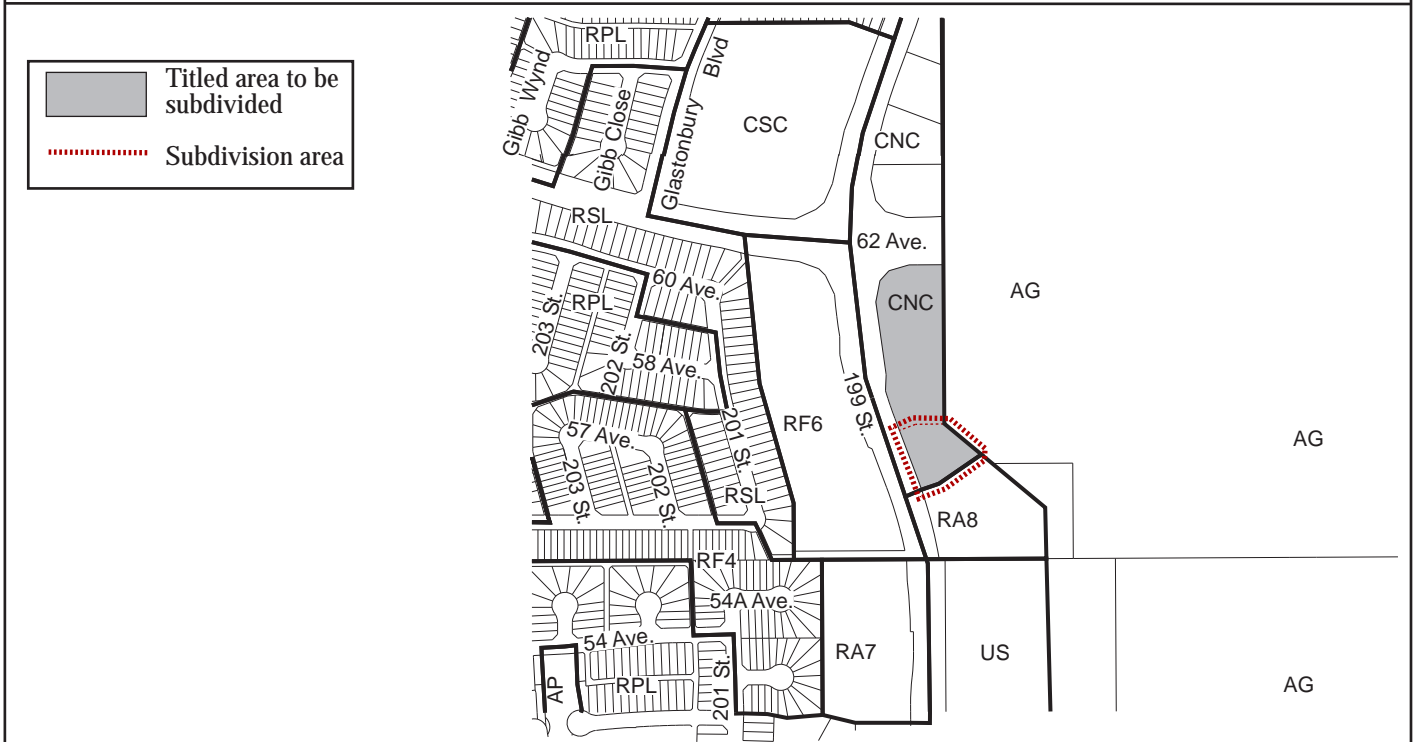 Titled area to be
subdivided
Subdivision area
RPL
Gibb Wynd
Gibb Close
Glastonbury Blvd
CSC
CNC
RSL
62 Ave.
60 Ave.
AG
RPL
CNC
203 St.
202 St.
58 Ave.
199 St.
201 St.
RF6
57 Ave.
AG
203 St.
202 St.
RSL
RA8
RF4
54A Ave.
54 Ave.
RA7
US
AP
RPL
201 St.
AG